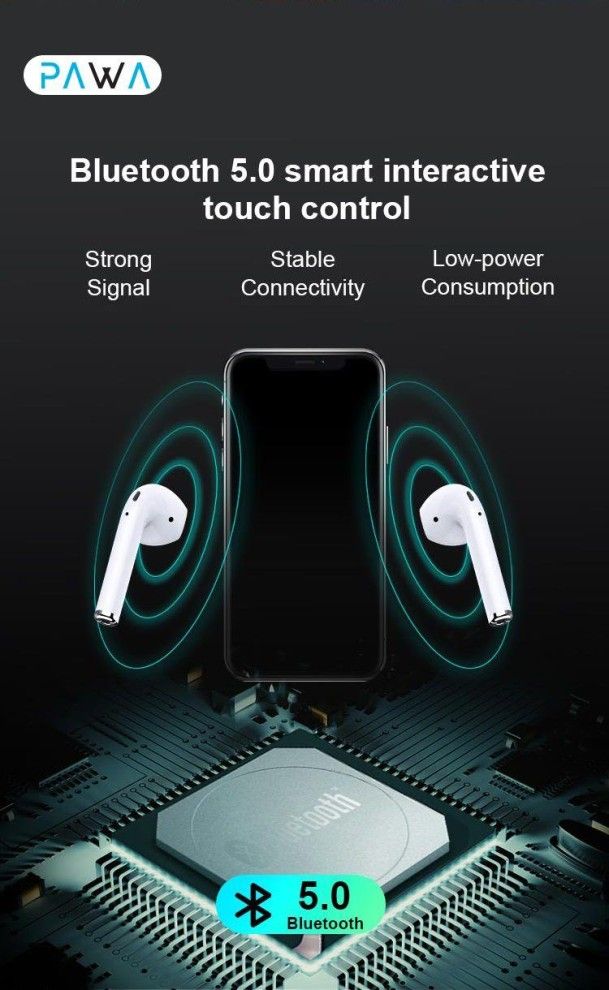 PAWA
Bluetooth 5.0 smart interactive
touch control
Strong
Signal
Stable
Connectivity
Low-power
Consumption
5.0
Bluetooth